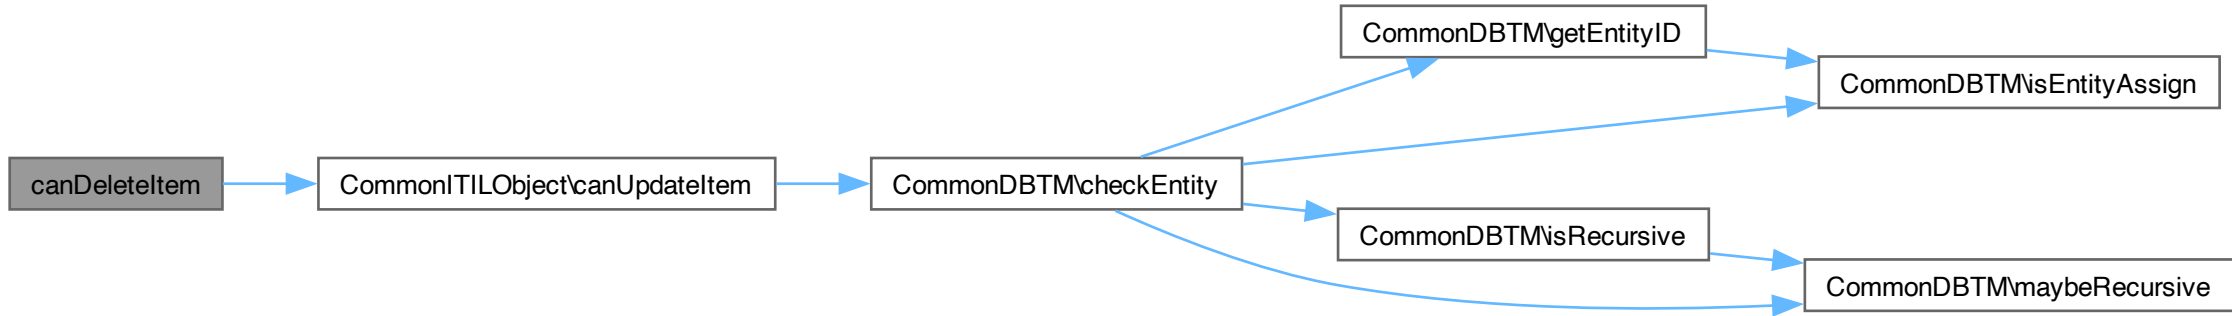 canDeleteItem
CommonITILObject\canUpdateItem
CommonDBTM\checkEntity
CommonDBTM\getEntityID
CommonDBTM\isEntityAssign
CommonDBTM\isRecursive
CommonDBTM\maybeRecursive